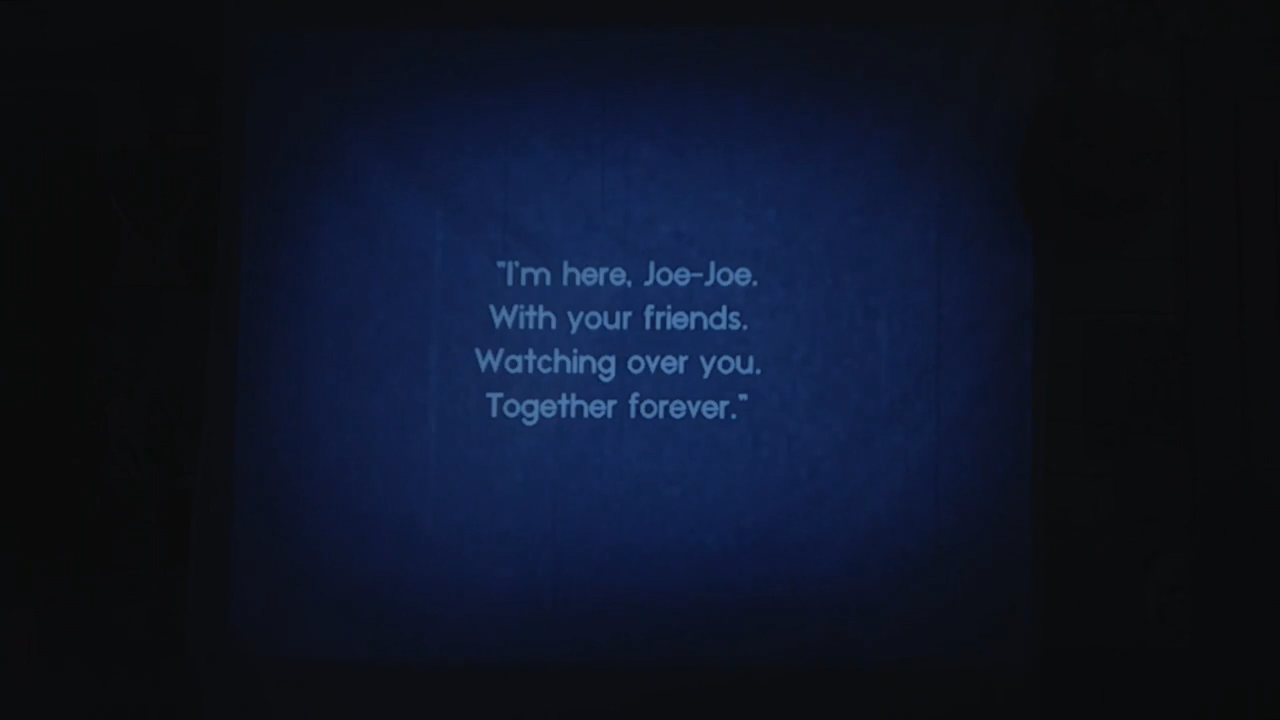 "I'm here, Joe-Joe.
With your friends.
Watching over you.
Together forever."